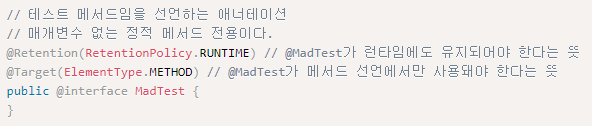 // 테스트 메서드임을 선언하는 애너테이션
// 매개변수 없는 정적 메서드 전용이다.
@Retention(RetentionPolicy.RUNTIME) // @MadTest가 런타임에도 유지되어야 한다는 뜻
@Target(ElementType.METHOD) // @MadTest가 메서드 선언에서만 사용돼야 한다는 뜻
public @interface MadTest {
}